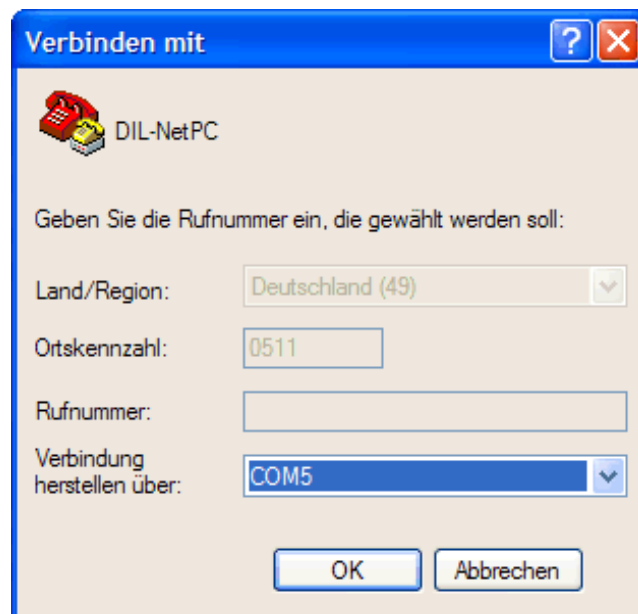 Verbinden mit
?
DIL-NetPC
Geben Sie die Rufnummer ein, die gewählt werden soll:
Land/Region:
Deutschland (49)
Ortskennzahl:
0511
Rufnummer:
Verbindung
herstellen über:
COM5
OK
Abbrechen